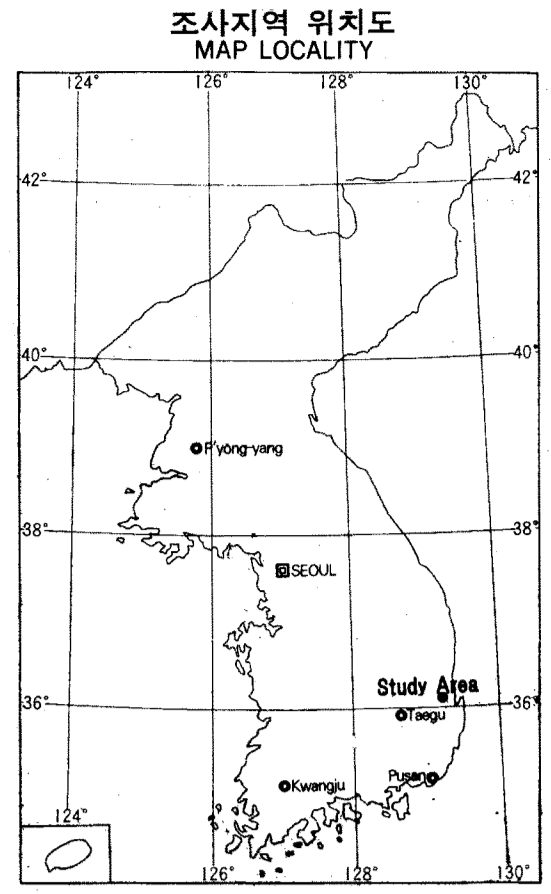 조사지역 위치도
MAP LOCALITY
124° 126° 128° 130°
42° 42°
40° 40°
P'yŏng-yang
38° 38°
SEOUL
Study Area
36° 36°
Taegu
Pusan
Kwangju
124°
126° 128° 130°